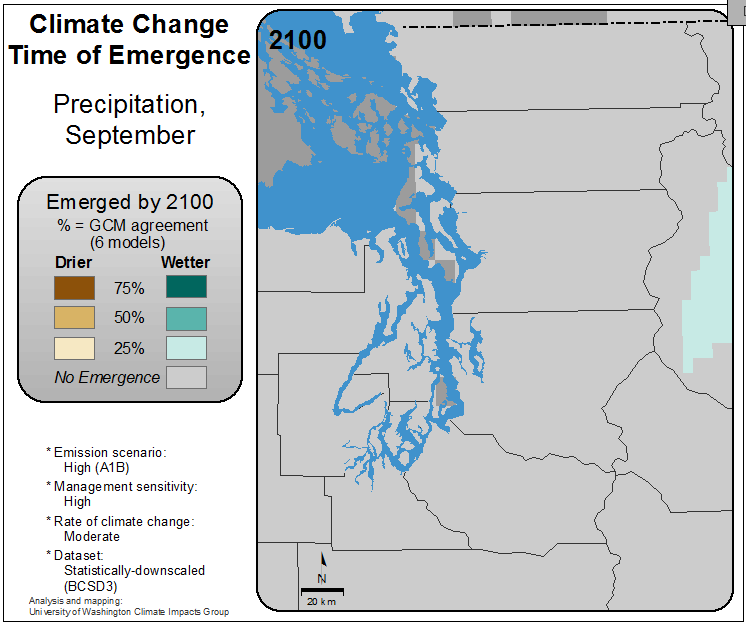 Climate Change
Time of Emergence
Precipitation,
September
Emerged by 2100
% = GCM agreement
(6 models)
Drier Wetter
75%
50%
25%
No Emergence
* Emission scenario:
High (A1B)
* Management sensitivity:
High
* Rate of climate change:
Moderate
* Dataset:
Statistically-downscaled
(BCSD3)
Analysis and mapping:
University of Washington Climate Impacts Group
2100
N
20 km